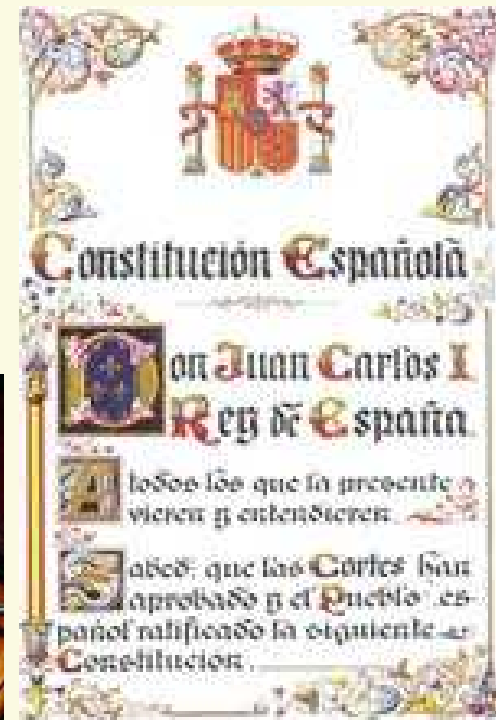 Constitución Española
Don Juan Carlos I
Rey de España
A todos los que la presente
vieren y entendieren.
Sabed: que las Cortes han
aprobado y el Pueblo es-
pañol ratificado la siguiente
Constitución.